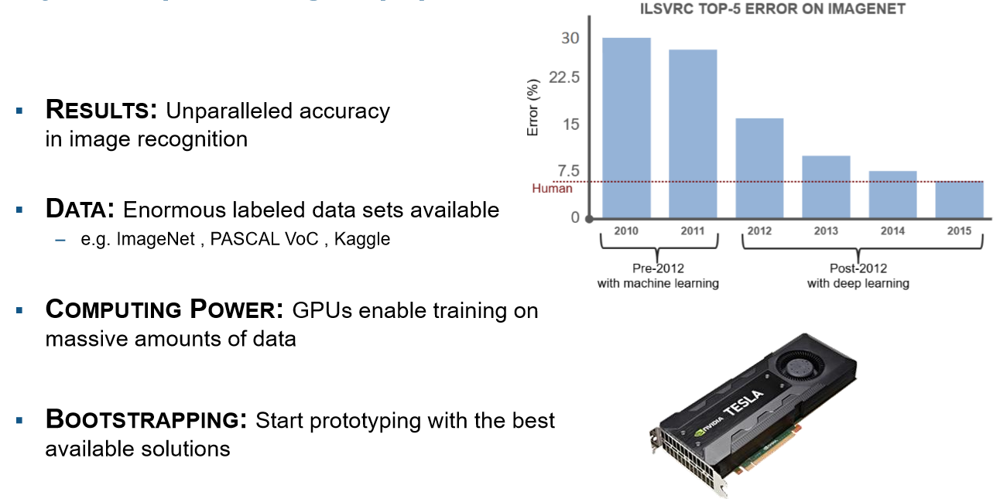 ▪ RESULTS: Unparalleled accuracy
in image recognition
▪ DATA: Enormous labeled data sets available
– e.g. ImageNet , PASCAL VoC , Kaggle
▪ COMPUTING POWER: GPUs enable training on
massive amounts of data
▪ BOOTSTRAPPING: Start prototyping with the best
available solutions
ILSVRC TOP-5 ERROR ON IMAGENET
Error (%)
30
22.5
15
7.5
Human
0
2010 2011 2012 2013 2014 2015
Pre-2012
with machine learning
Post-2012
with deep learning
NVIDIA TESLA